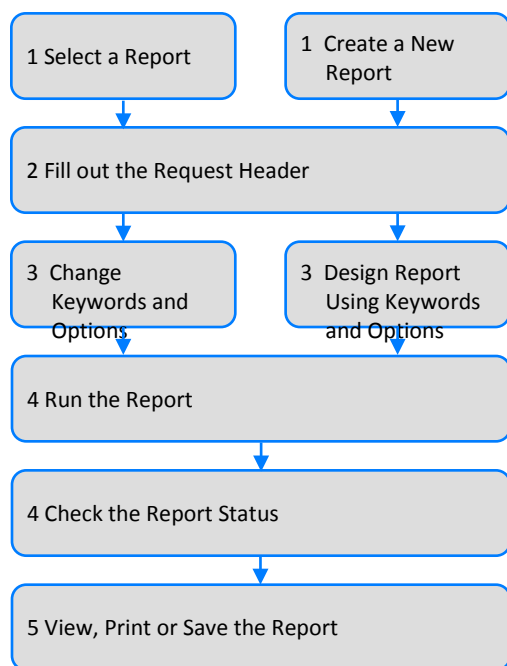 1 Select a Report
1 Create a New
Report
2 Fill out the Request Header
3 Change
Keywords and
Options
3 Design Report
Using Keywords
and Options
4 Run the Report
4 Check the Report Status
5 View, Print or Save the Report